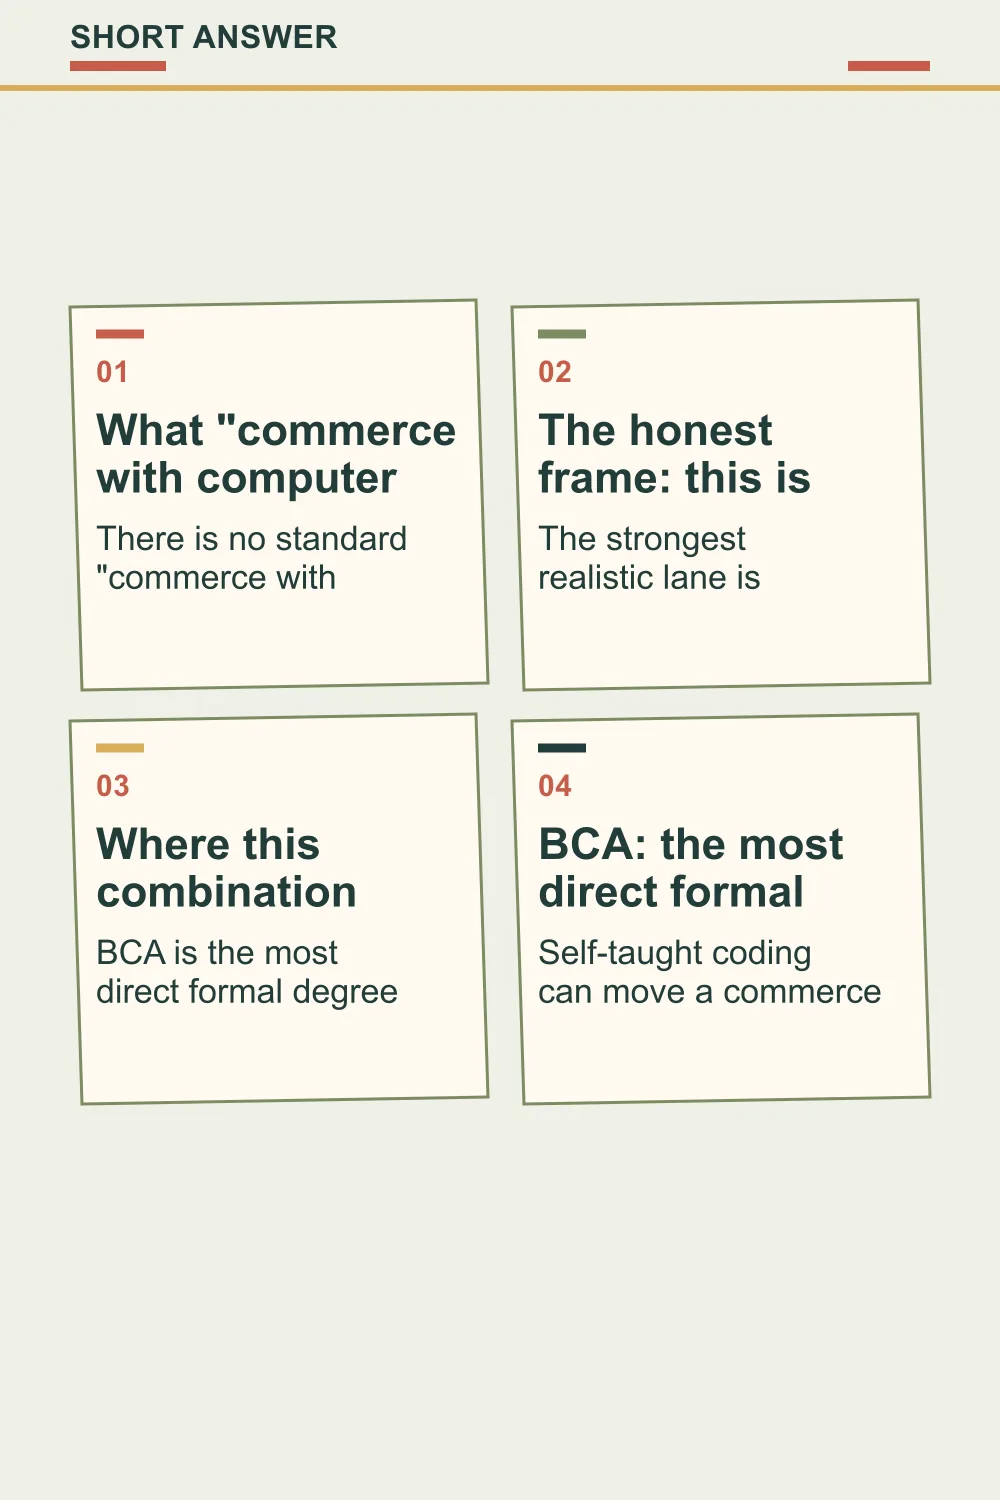 SHORT ANSWER
01
What "commerce
with computer
There is no standard
"commerce with
02
The honest
frame: this is
The strongest
realistic lane is
03
Where this
combination
BCA is the most
direct formal degree
04
BCA: the most
direct formal
Self-taught coding
can move a commerce